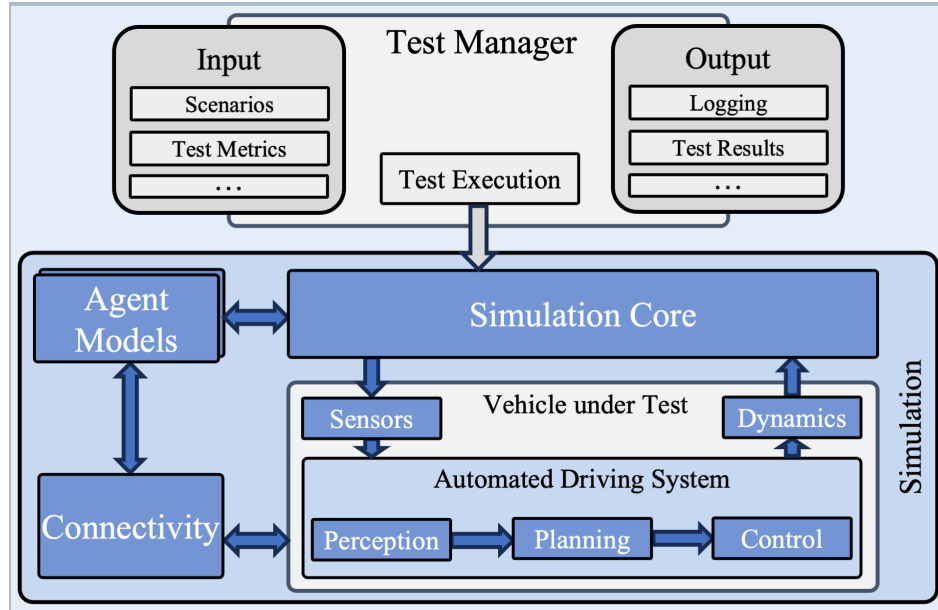 Test Manager
Input
Scenarios
Test Metrics
...
Output
Logging
Test Results
...
Test Execution
Agent
Models
Simulation Core
Simulation
Vehicle under Test
Sensors
Dynamics
Automated Driving System
Connectivity
Perception
Planning
Control